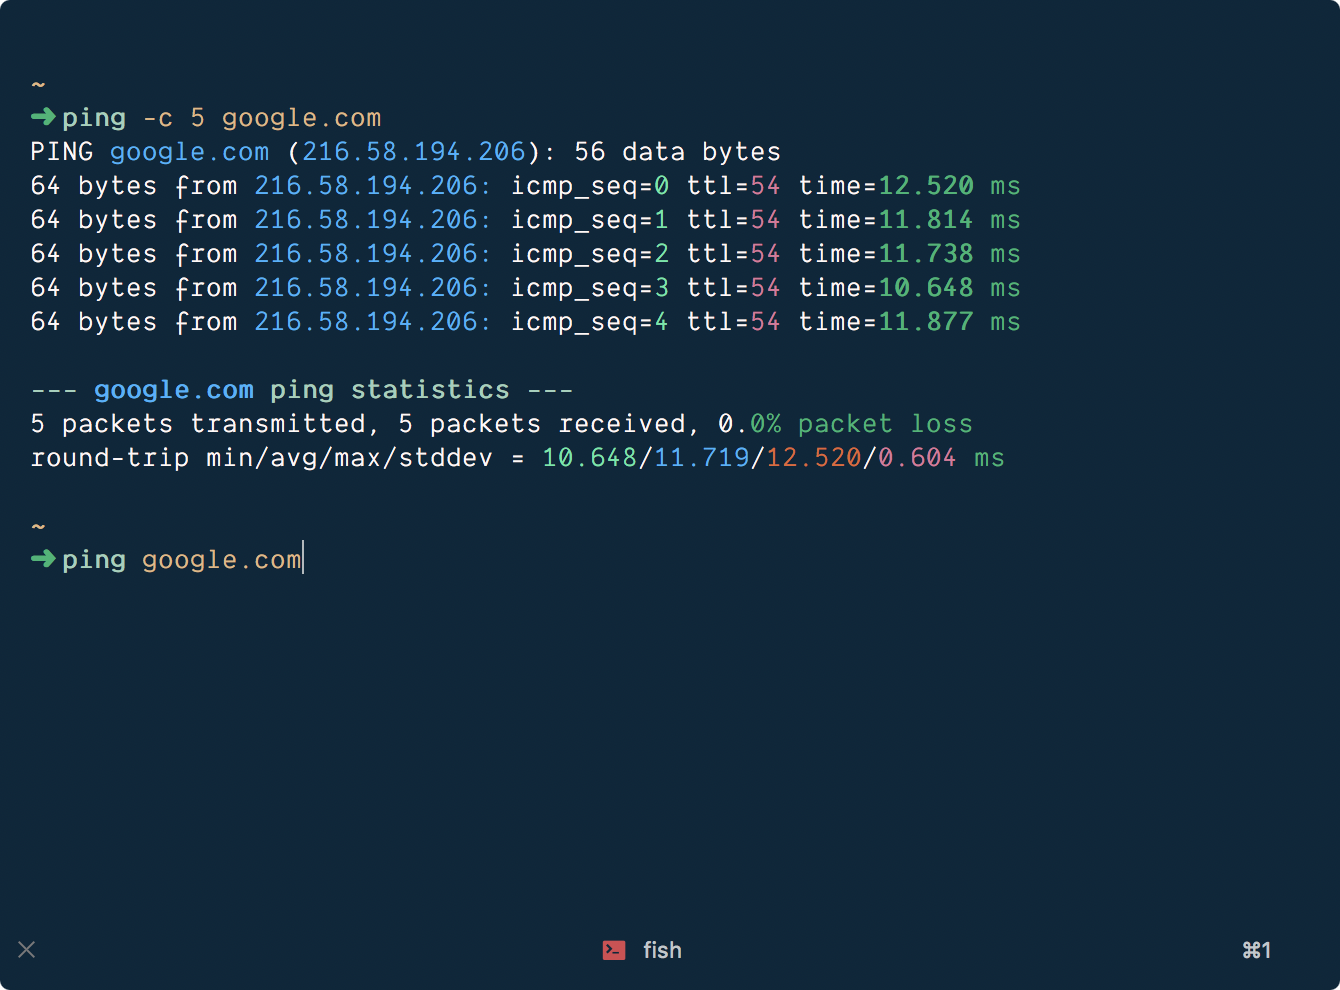 ~
➜ ping -c 5 google.com
PING google.com (216.58.194.206): 56 data bytes
64 bytes from 216.58.194.206: icmp_seq=0 ttl=54 time=12.520 ms
64 bytes from 216.58.194.206: icmp_seq=1 ttl=54 time=11.814 ms
64 bytes from 216.58.194.206: icmp_seq=2 ttl=54 time=11.738 ms
64 bytes from 216.58.194.206: icmp_seq=3 ttl=54 time=10.648 ms
64 bytes from 216.58.194.206: icmp_seq=4 ttl=54 time=11.877 ms
--- google.com ping statistics ---
5 packets transmitted, 5 packets received, 0.0% packet loss
round-trip min/avg/max/stddev = 10.648/11.719/12.520/0.604 ms
~
➜ ping google.com
fish
⌘1